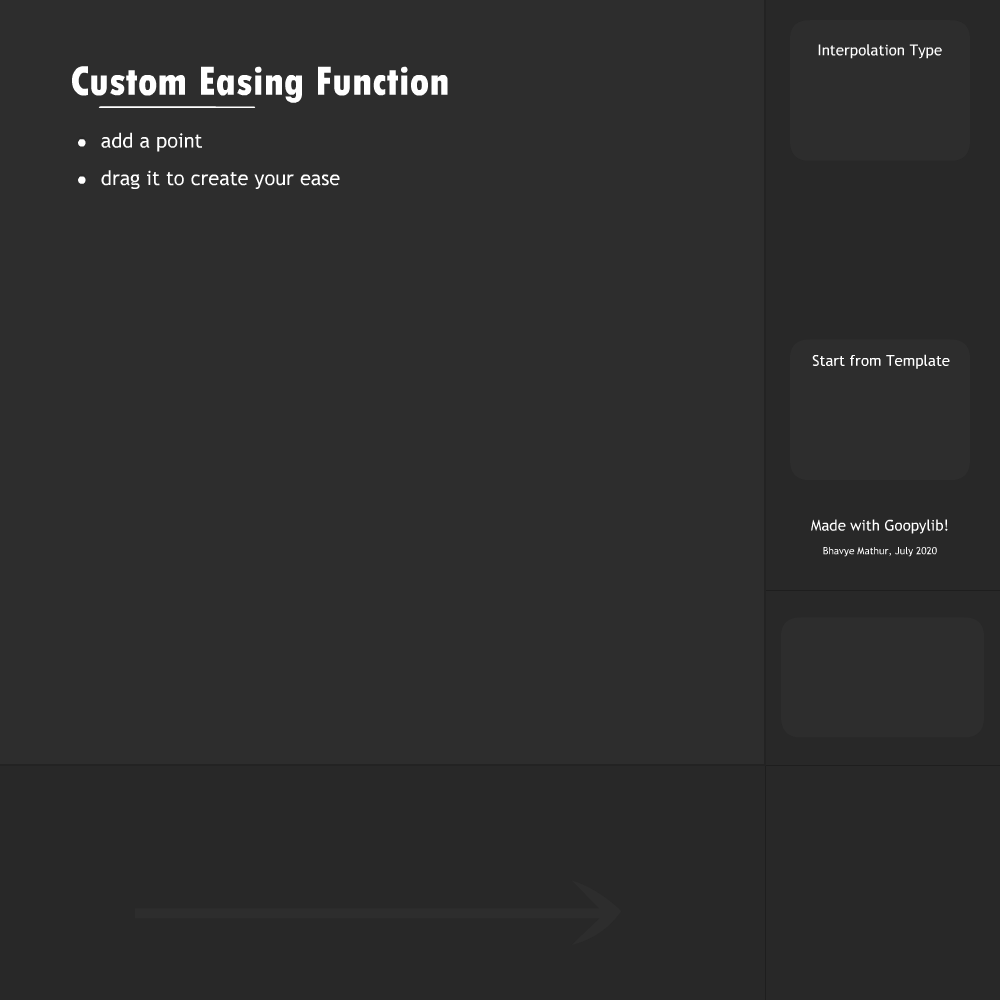 Custom Easing Function
• add a point
• drag it to create your ease
Interpolation Type
Start from Template
Made with Goopylib!
Bhavye Mathur, July 2020